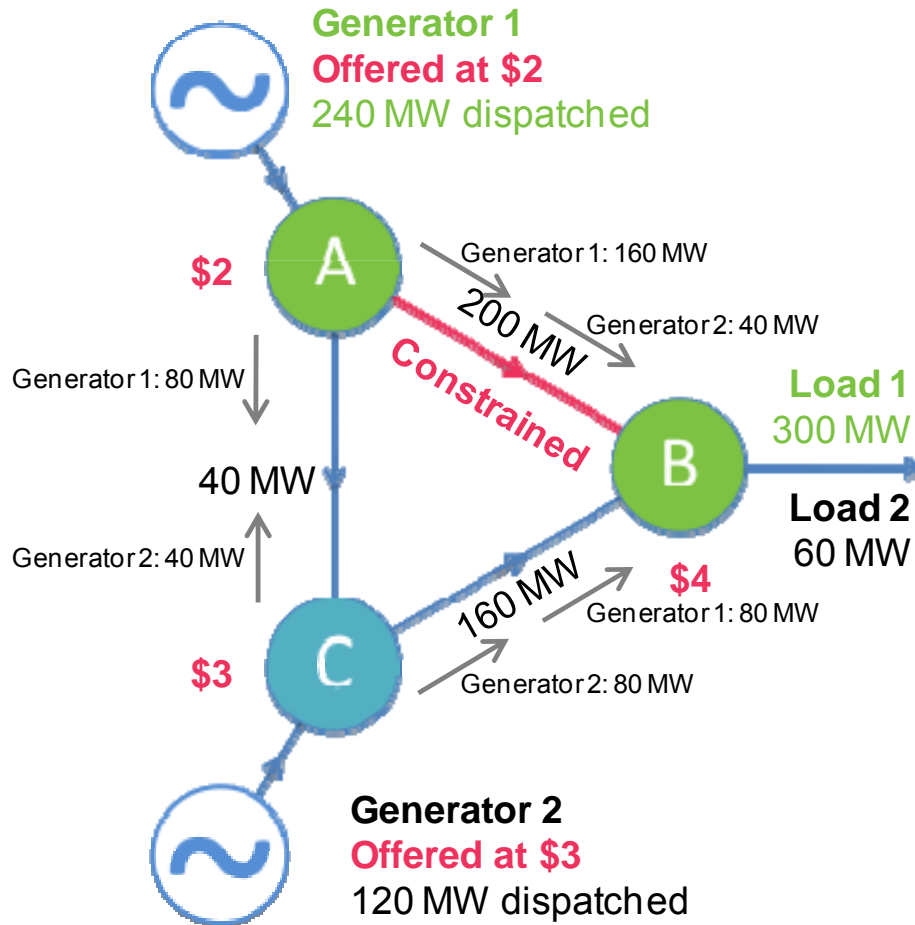 Generator 1
Offered at $2
240 MW dispatched
A
$2
Generator 1: 160 MW
200 MW
Generator 2: 40 MW
Constrained
Generator 1: 80 MW
Load 1
300 MW
B
40 MW
Load 2
60 MW
Generator 2: 40 MW
$4
160 MW
Generator 1: 80 MW
C
$3
Generator 2: 80 MW
Generator 2
Offered at $3
120 MW dispatched